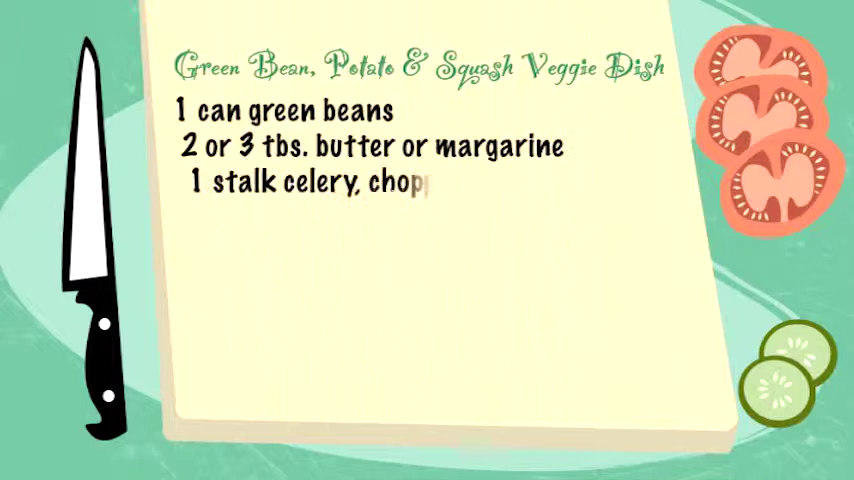 Green Bean, Potato & Squash Veggie Dish
1 can green beans
2 or 3 tbs. butter or margarine
1 stalk celery, chop